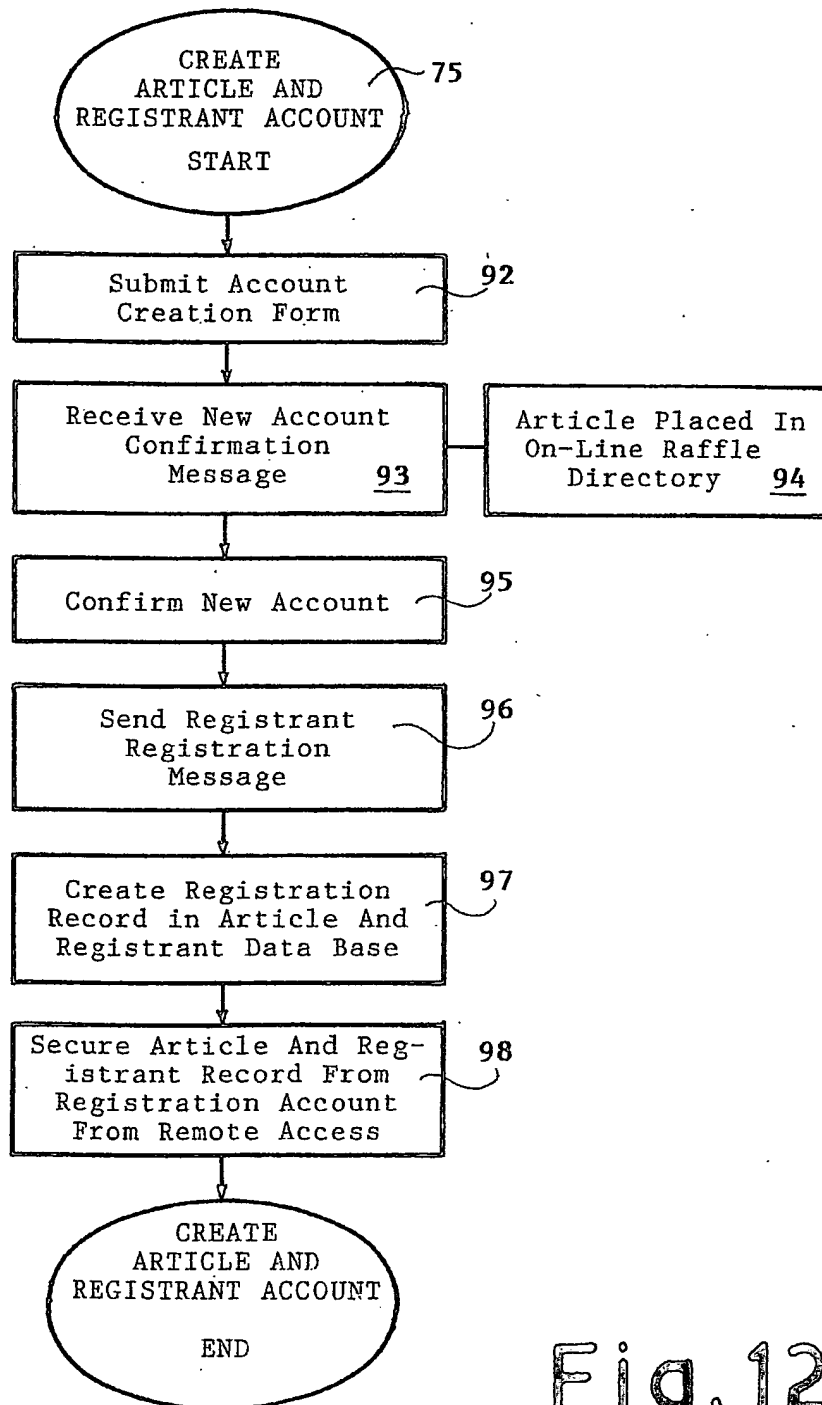 CREATE
ARTICLE AND
REGISTRANT ACCOUNT
START
75
Submit Account
Creation Form
92
Receive New Account
Confirmation
Message 93
Article Placed In
On-Line Raffle
Directory 94
Confirm New Account
95
Send Registrant
Registration
Message
96
Create Registration
Record in Article And
Registrant Data Base
97
Secure Article And Reg-
istrant Record From
Registration Account
From Remote Access
98
CREATE
ARTICLE AND
REGISTRANT ACCOUNT
END
Fig.12